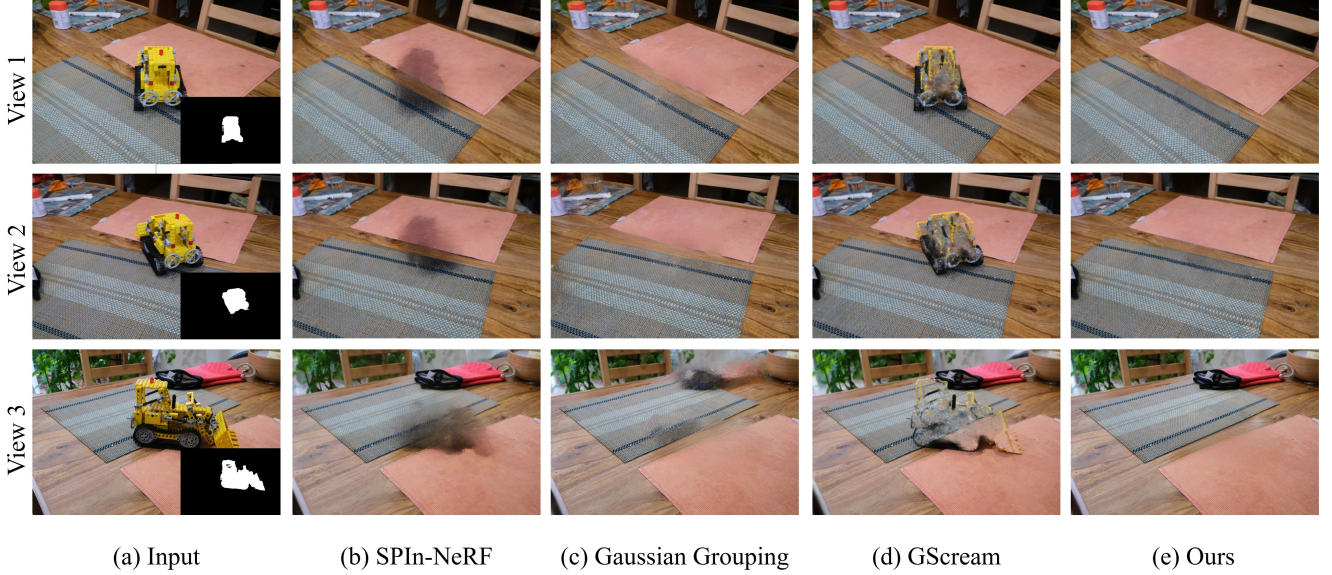 View 1
View 2
View 3
(a) Input
(b) SPIn-NeRF
(c) Gaussian Grouping
(d) GScream
(e) Ours